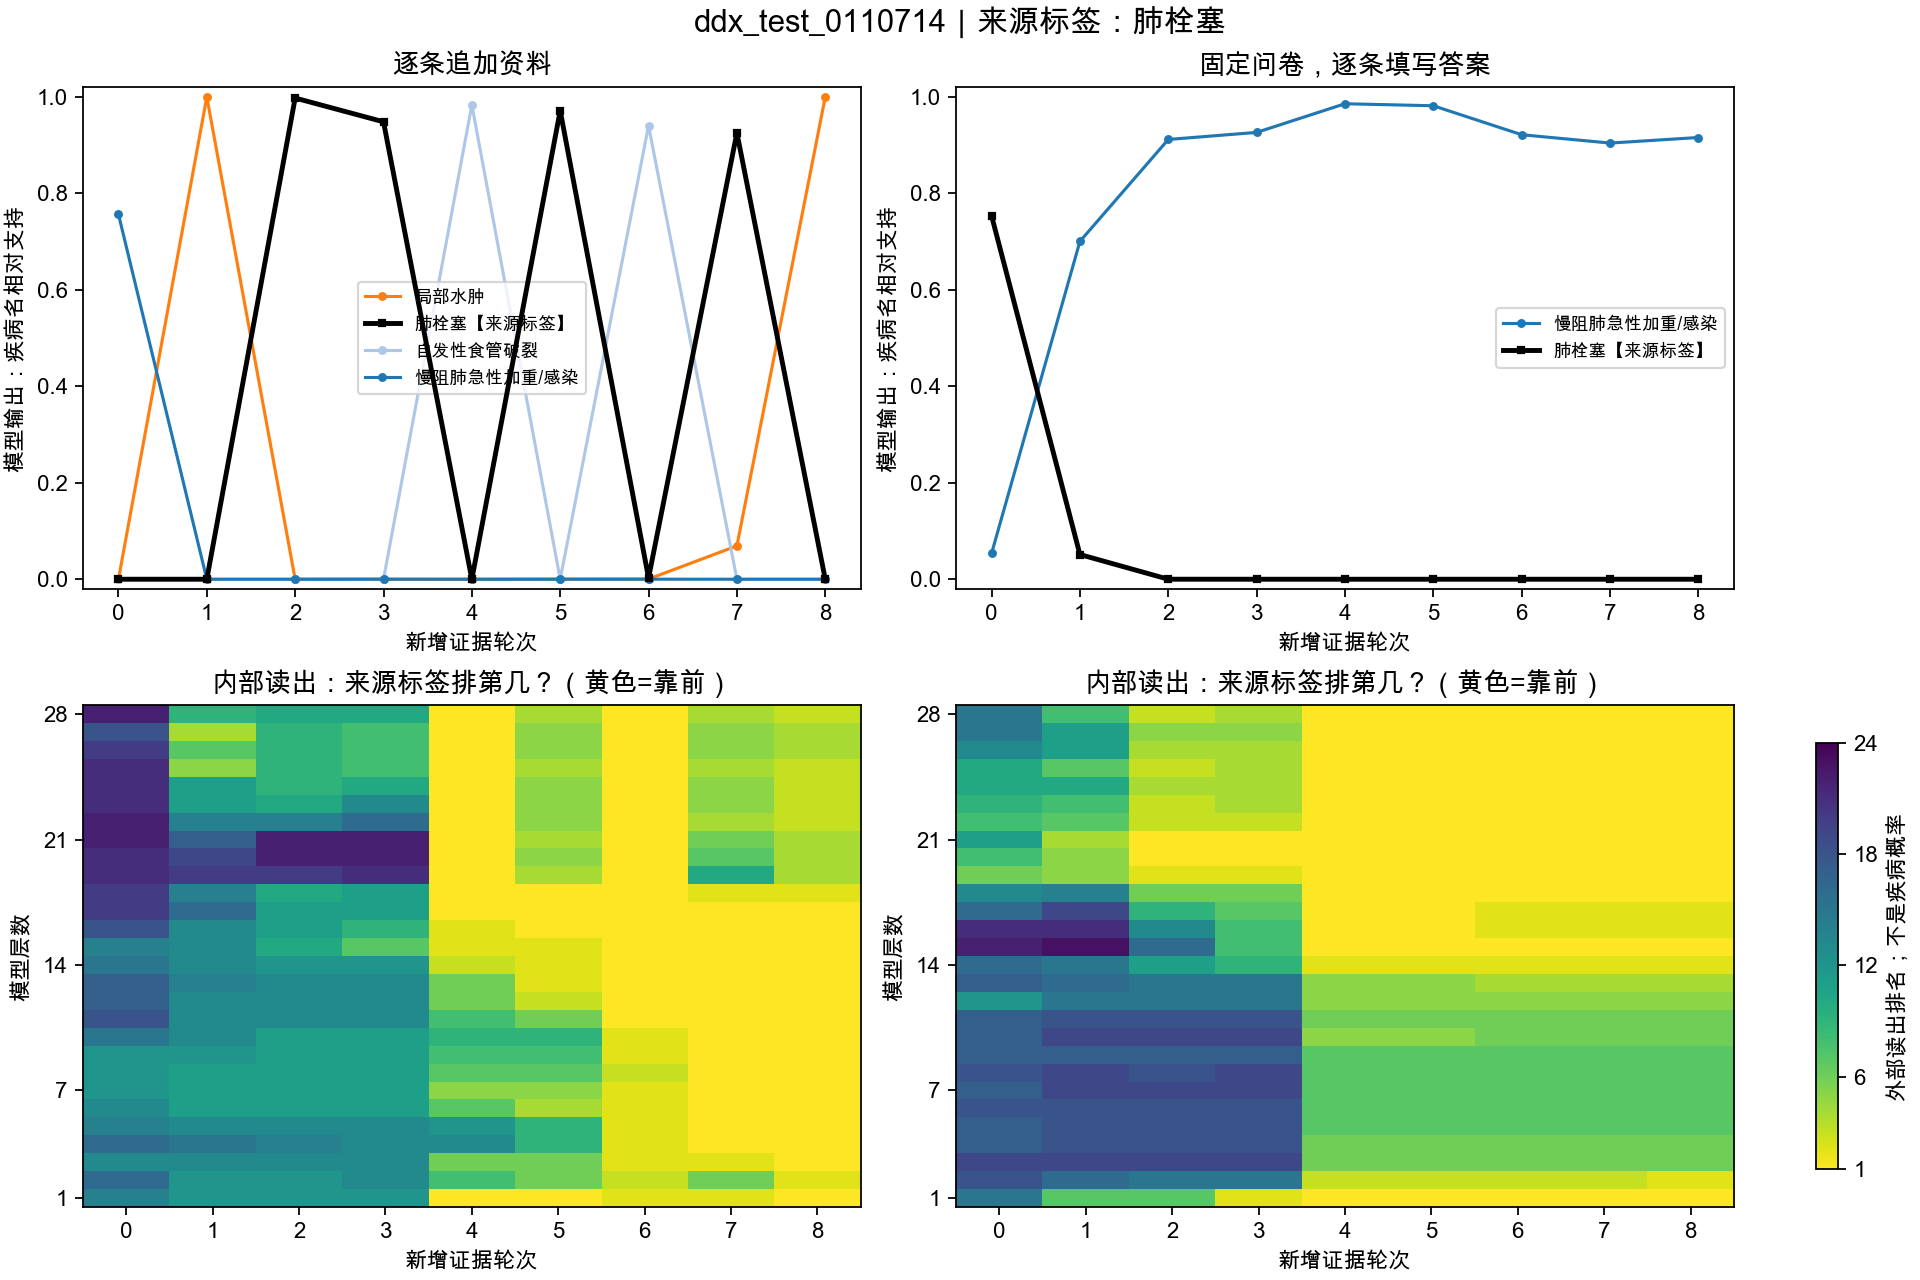 ddx_test_0110714 | 来源标签：肺栓塞
逐条追加资料
1.0
0.8
0.6
0.4
0.2
0.0
模型输出：疾病名相对支持
局部水肿
肺栓塞【来源标签】
自发性食管破裂
慢阻肺急性加重/感染
0 1 2 3 4 5 6 7 8
新增证据轮次
固定问卷，逐条填写答案
1.0
0.8
0.6
0.4
0.2
0.0
模型输出：疾病名相对支持
慢阻肺急性加重/感染
肺栓塞【来源标签】
0 1 2 3 4 5 6 7 8
新增证据轮次
内部读出：来源标签排第几？（黄色=靠前）
28
21
14
7
1
模型层数
0 1 2 3 4 5 6 7 8
新增证据轮次
内部读出：来源标签排第几？（黄色=靠前）
28
21
14
7
1
模型层数
0 1 2 3 4 5 6 7 8
新增证据轮次
24
18
12
6
1
外部读出排名；不是疾病概率